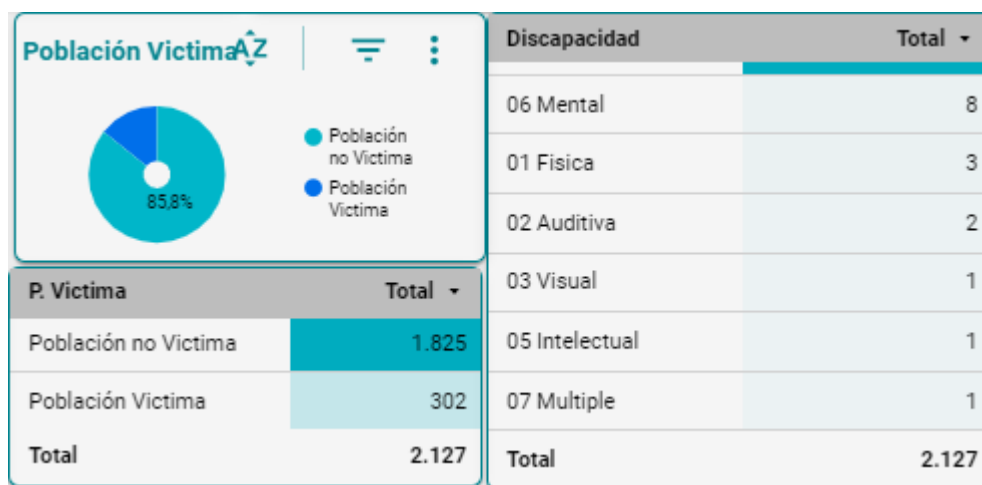 Población Victima AZ
Población
no Victima
Población
Victima
85,8%
P. Victima Total
Población no Victima 1.825
Población Victima 302
Total 2.127
Discapacidad Total
06 Mental 8
01 Fisica 3
02 Auditiva 2
03 Visual 1
05 Intelectual 1
07 Multiple 1
Total 2.127